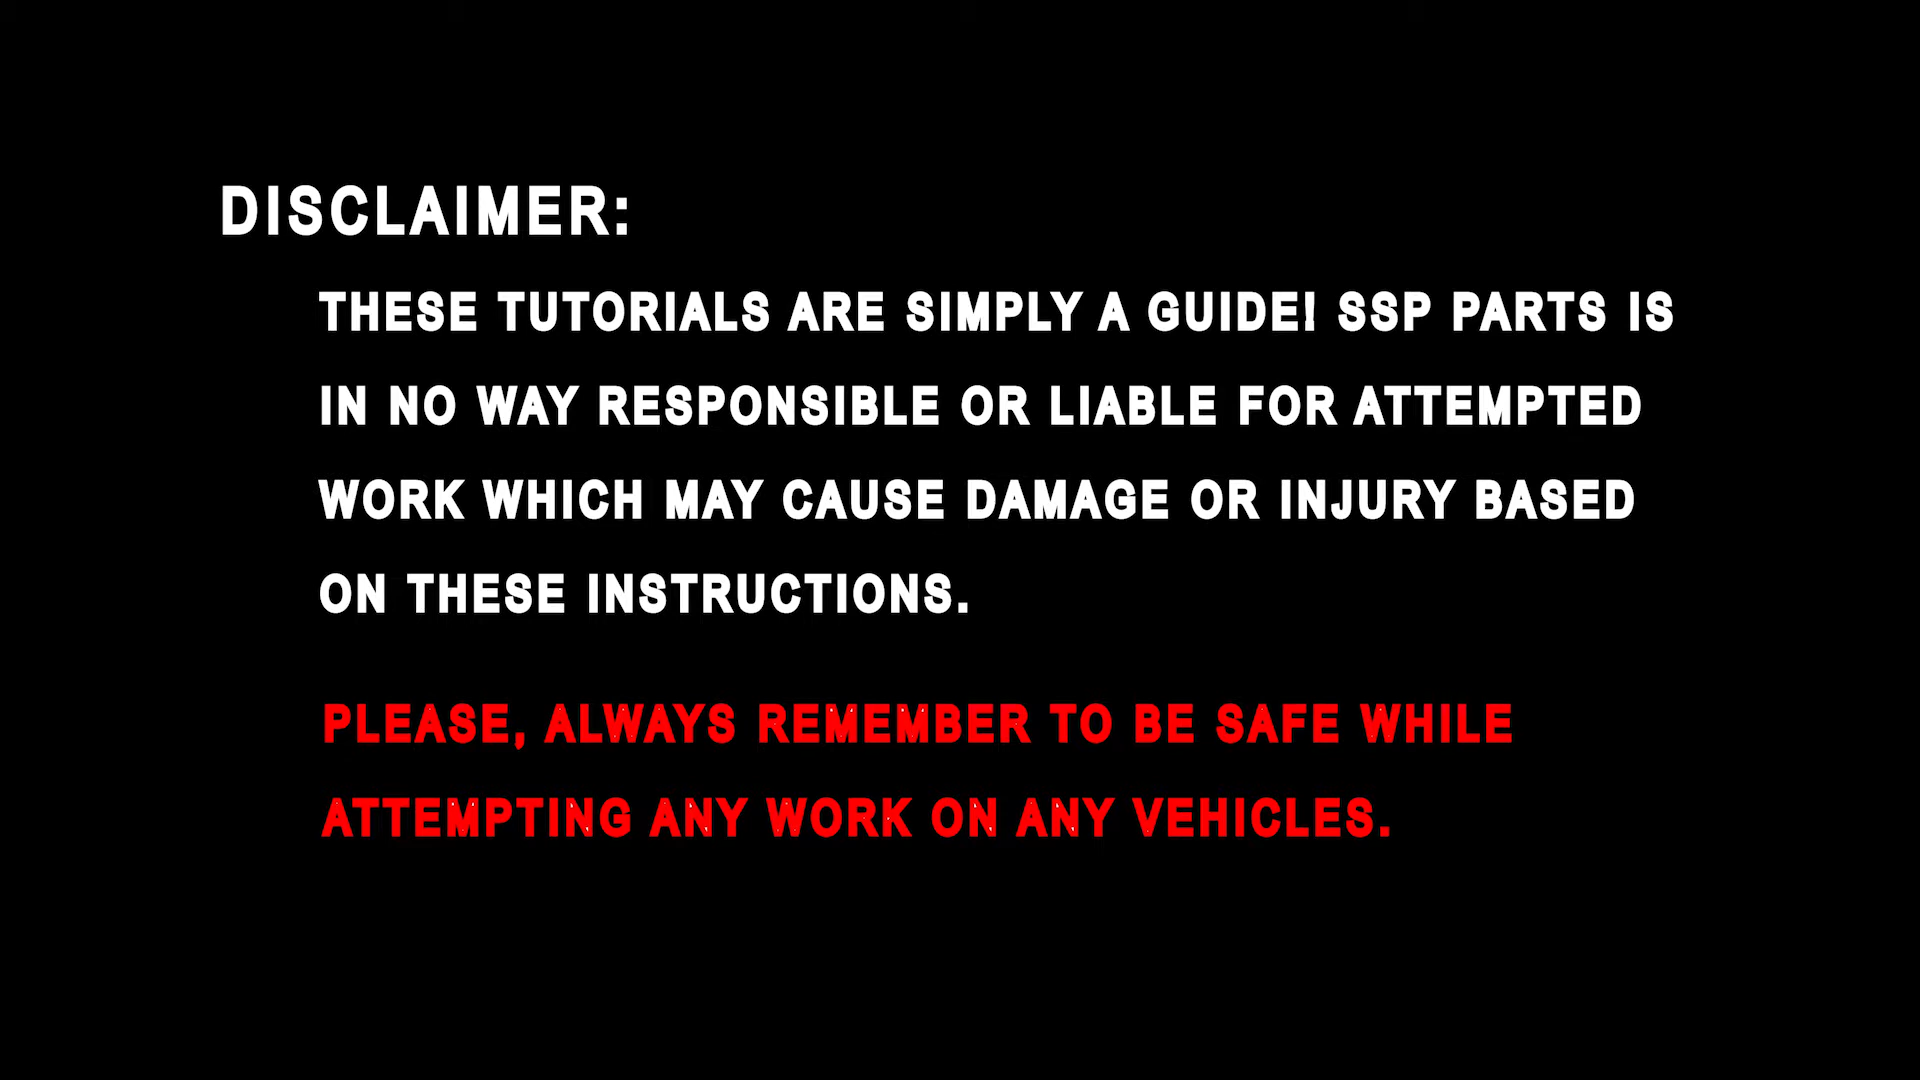 DISCLAIMER:
THESE TUTORIALS ARE SIMPLY A GUIDE! SSP PARTS IS
IN NO WAY RESPONSIBLE OR LIABLE FOR ATTEMPTED
WORK WHICH MAY CAUSE DAMAGE OR INJURY BASED
ON THESE INSTRUCTIONS.
PLEASE, ALWAYS REMEMBER TO BE SAFE WHILE
ATTEMPTING ANY WORK ON ANY VEHICLES.